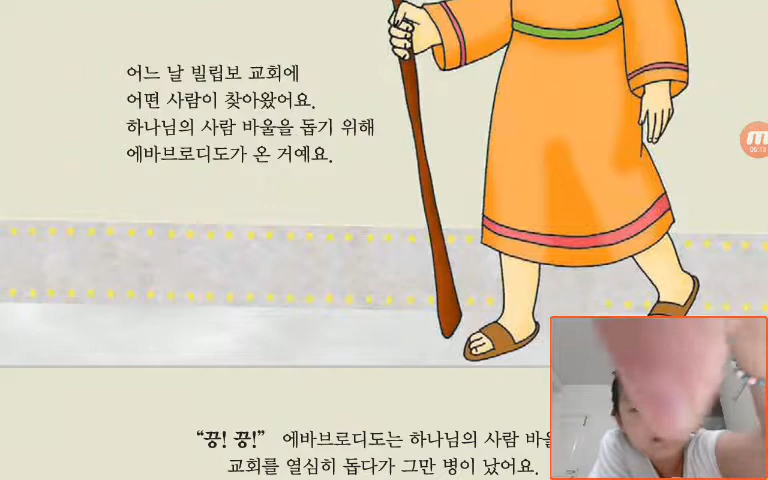 어느 날 빌립보 교회에
어떤 사람이 찾아왔어요.
하나님의 사람 바울을 돕기 위해
에바브로디도가 온 거예요.
“끙! 끙!” 에바브로디도는 하나님의 사람
교회를 열심히 돕다가 그만 병이 났어요.